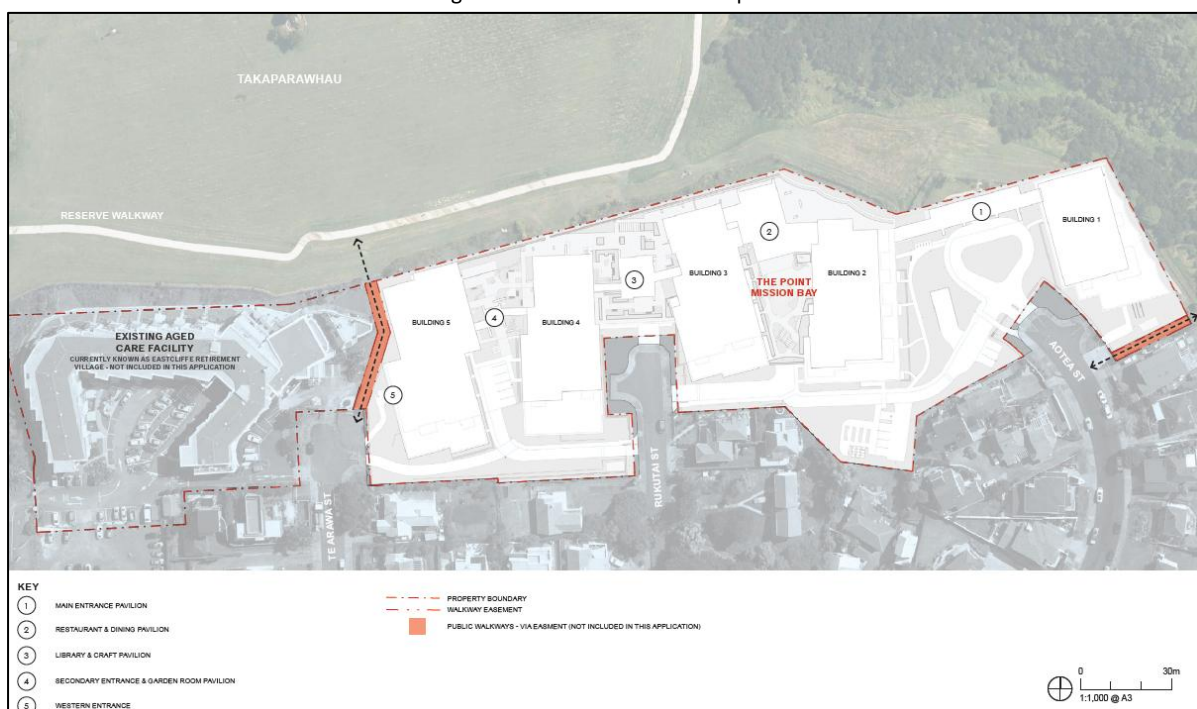 TAKAPARAWHAU
RESERVE WALKWAY
1
BUILDING 1
2
BUILDING 3
BUILDING 2
3
THE POINT
MISSION BAY
BUILDING 5
4
BUILDING 4
EXISTING AGED
CARE FACILITY
CURRENTLY KNOWN AS EASTCLIFFE RETIREMENT
VILLAGE - NOT INCLUDED IN THIS APPLICATION
5
AOTEA ST
RUKUTAI ST
TE ARAWA ST
KEY
1 MAIN ENTRANCE PAVILION
2 RESTAURANT & DINING PAVILION
3 LIBRARY & CRAFT PAVILION
4 SECONDARY ENTRANCE & GARDEN ROOM PAVILION
5 WESTERN ENTRANCE
PROPERTY BOUNDARY
WALKWAY EASEMENT
PUBLIC WALKWAYS - VIA EASMENT (NOT INCLUDED IN THIS APPLICATION)
0 30m
1:1,000 @ A3